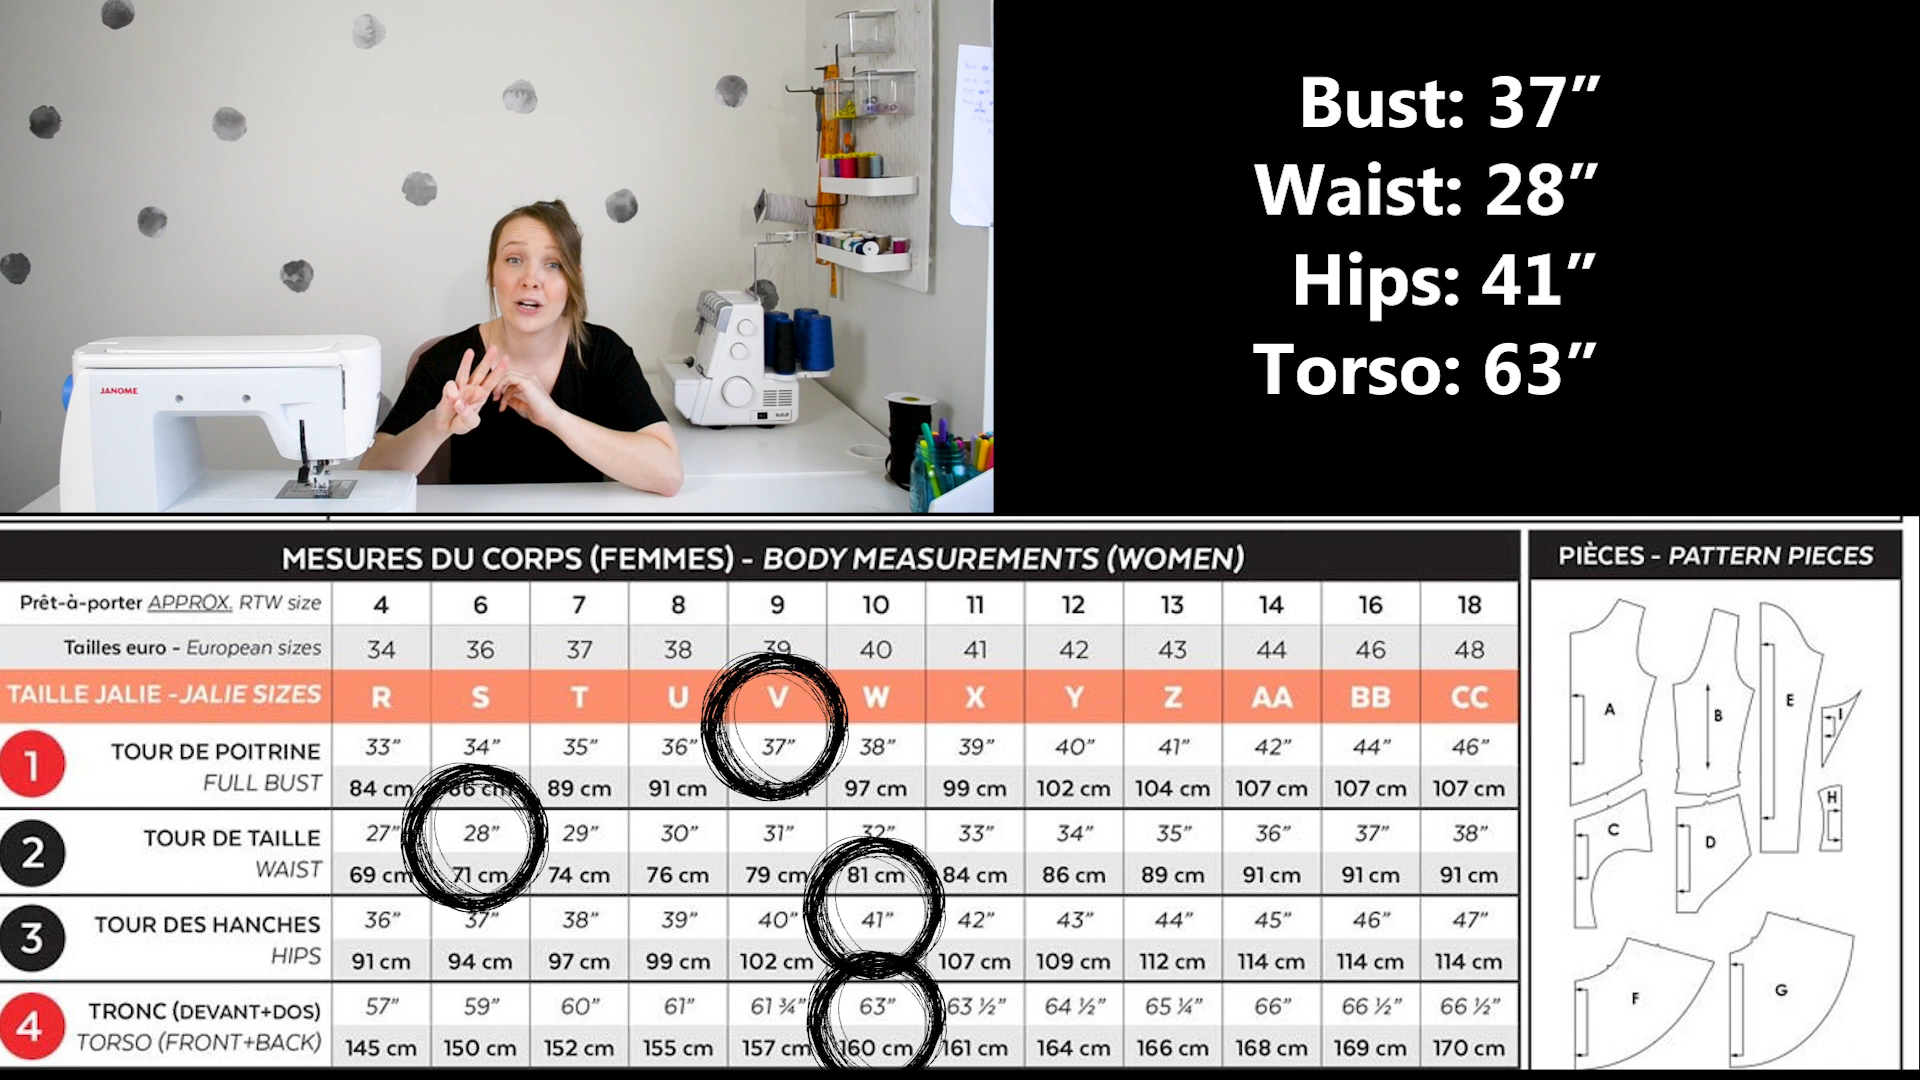 Bust: 37”
Waist: 28”
Hips: 41”
Torso: 63”
JANOME
MESURES DU CORPS (FEMMES) - BODY MEASUREMENTS (WOMEN)
Prêt-à-porter APPROX. RTW size 4 6 7 8 9 10 11 12 13 14 16 18
Tailles euro - European sizes 34 36 37 38 39 40 41 42 43 44 46 48
TAILLE JALIE - JALIE SIZES R S T U V W X Y Z AA BB CC
1 TOUR DE POITRINE 33” 34” 35” 36” 37” 38” 39” 40” 41” 42” 44” 46”
FULL BUST 84 cm 86 cm 89 cm 91 cm 97 cm 99 cm 102 cm 104 cm 107 cm 107 cm 107 cm
2 TOUR DE TAILLE 27” 28” 29” 30” 31” 32” 33” 34” 35” 36” 37” 38”
WAIST 69 cm 71 cm 74 cm 76 cm 79 cm 81 cm 84 cm 86 cm 89 cm 91 cm 91 cm 91 cm
3 TOUR DES HANCHES 36” 37” 38” 39” 40” 41” 42” 43” 44” 45” 46” 47”
HIPS 91 cm 94 cm 97 cm 99 cm 102 cm 107 cm 109 cm 112 cm 114 cm 114 cm 114 cm
4 TRONC (DEVANT+DOS) 57” 59” 60” 61” 61 ¾” 63” 63 ½” 64 ½” 65 ¼” 66” 66 ½” 66 ½”
TORSO (FRONT+BACK) 145 cm 150 cm 152 cm 155 cm 157 cm 160 cm 161 cm 164 cm 166 cm 168 cm 169 cm 170 cm
PIÈCES - PATTERN PIECES
A
B
E
I
C
D
H
F
G